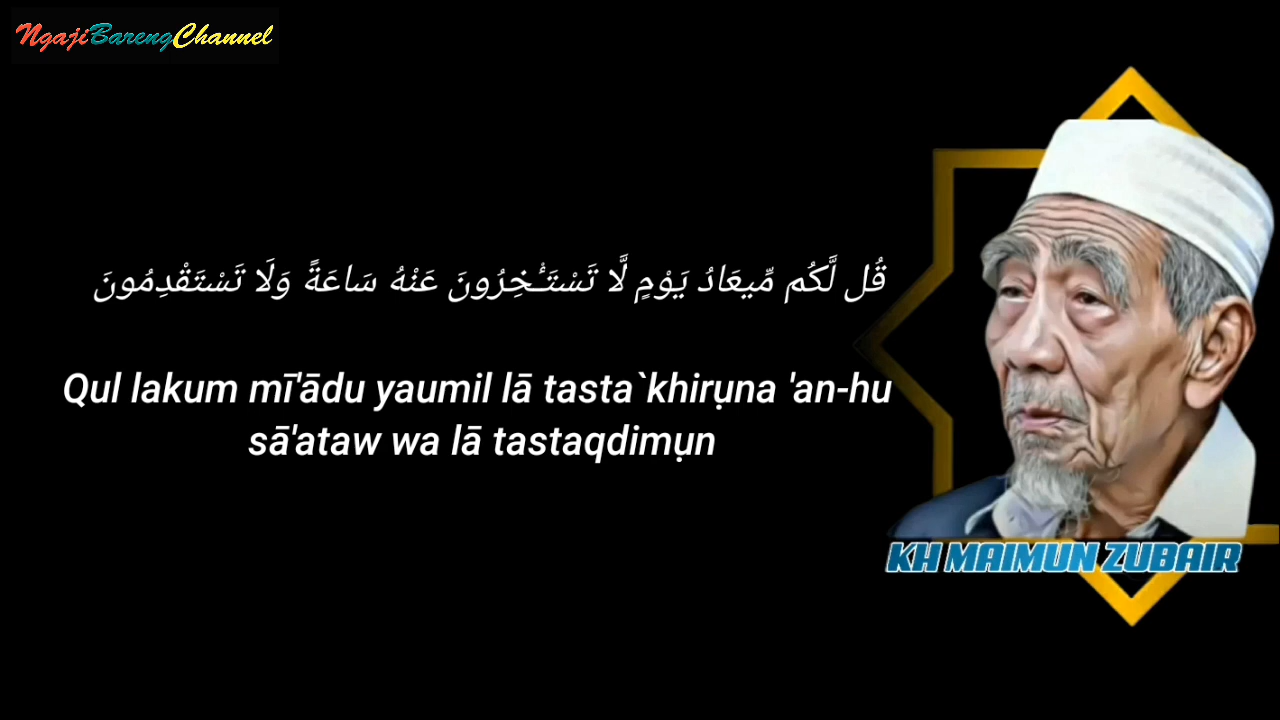 NgajiBarengChannel
قُل لَّكُم مِّيعَادُ يَوْمٍ لَّا تَسْتَـْٔخِرُونَ عَنْهُ سَاعَةً وَلَا تَسْتَقْدِمُونَ
Qul lakum mī'ādu yaumil lā tasta`khirụna 'an-hu
sā'ataw wa lā tastaqdimụn
KH MAIMUN ZUBAIR